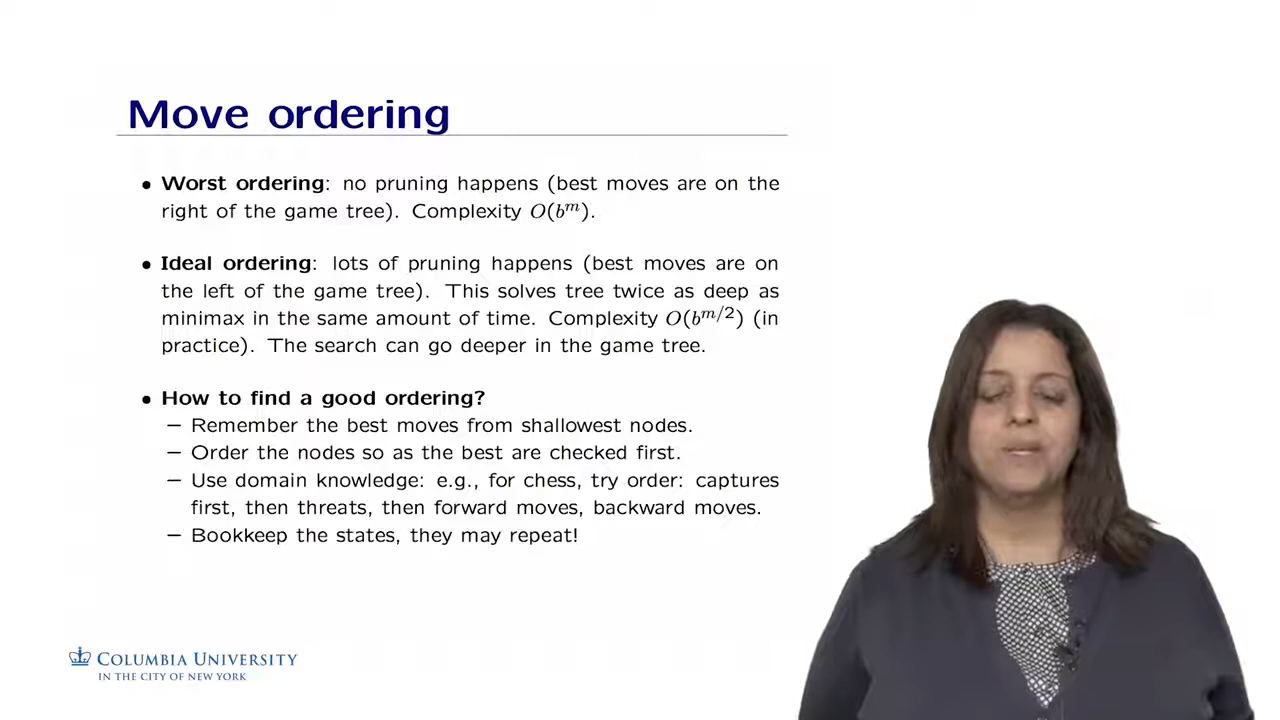 Move ordering
• Worst ordering: no pruning happens (best moves are on the
right of the game tree). Complexity O(b^m).
• Ideal ordering: lots of pruning happens (best moves are on
the left of the game tree). This solves tree twice as deep as
minimax in the same amount of time. Complexity O(b^{m/2}) (in
practice). The search can go deeper in the game tree.
• How to find a good ordering?
– Remember the best moves from shallowest nodes.
– Order the nodes so as the best are checked first.
– Use domain knowledge: e.g., for chess, try order: captures
first, then threats, then forward moves, backward moves.
– Bookkeep the states, they may repeat!
COLUMBIA UNIVERSITY
IN THE CITY OF NEW YORK